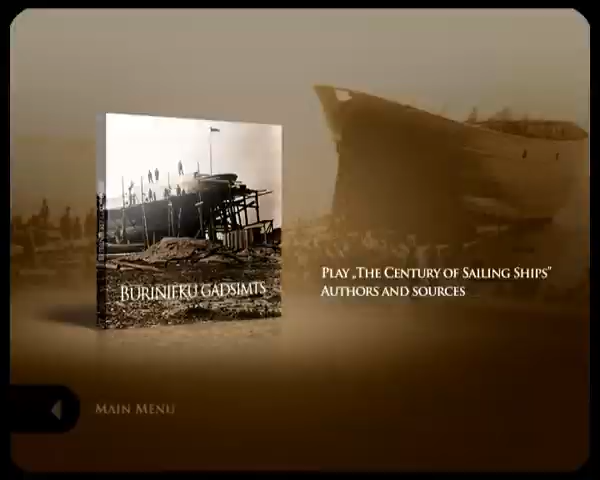 Burinieku gadsimts
Play „The Century of Sailing Ships”
Authors and sources
Main Menu